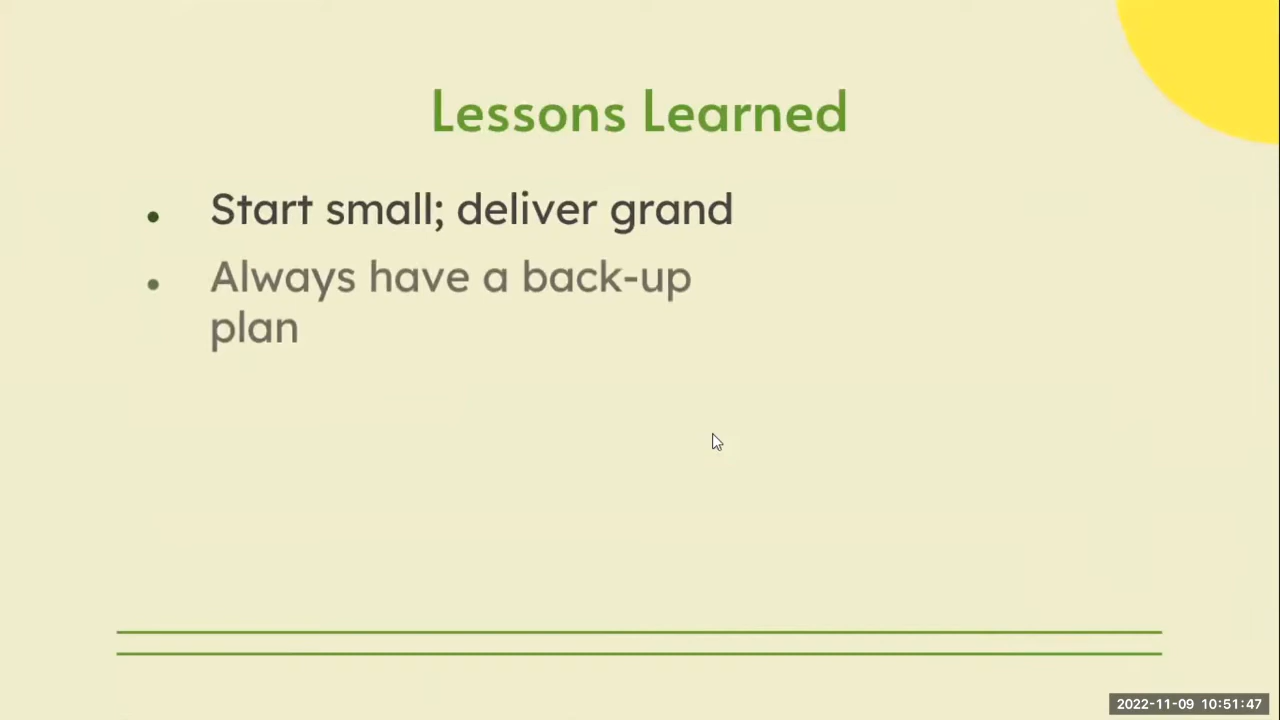 Lessons Learned
• Start small; deliver grand
• Always have a back-up
plan
2022-11-09 10:51:47